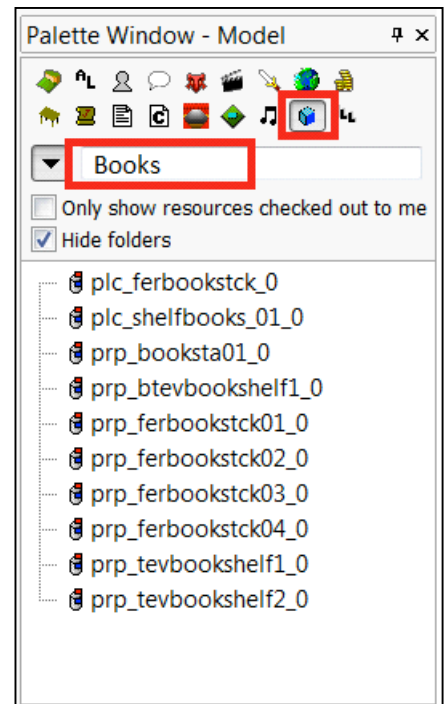 Palette Window - Model
Books
Only show resources checked out to me
Hide folders
plc_ferbookstck_0
plc_shelfbooks_01_0
prp_booksta01_0
prp_btevbookshelf1_0
prp_ferbookstck01_0
prp_ferbookstck02_0
prp_ferbookstck03_0
prp_ferbookstck04_0
prp_tevbookshelf1_0
prp_tevbookshelf2_0